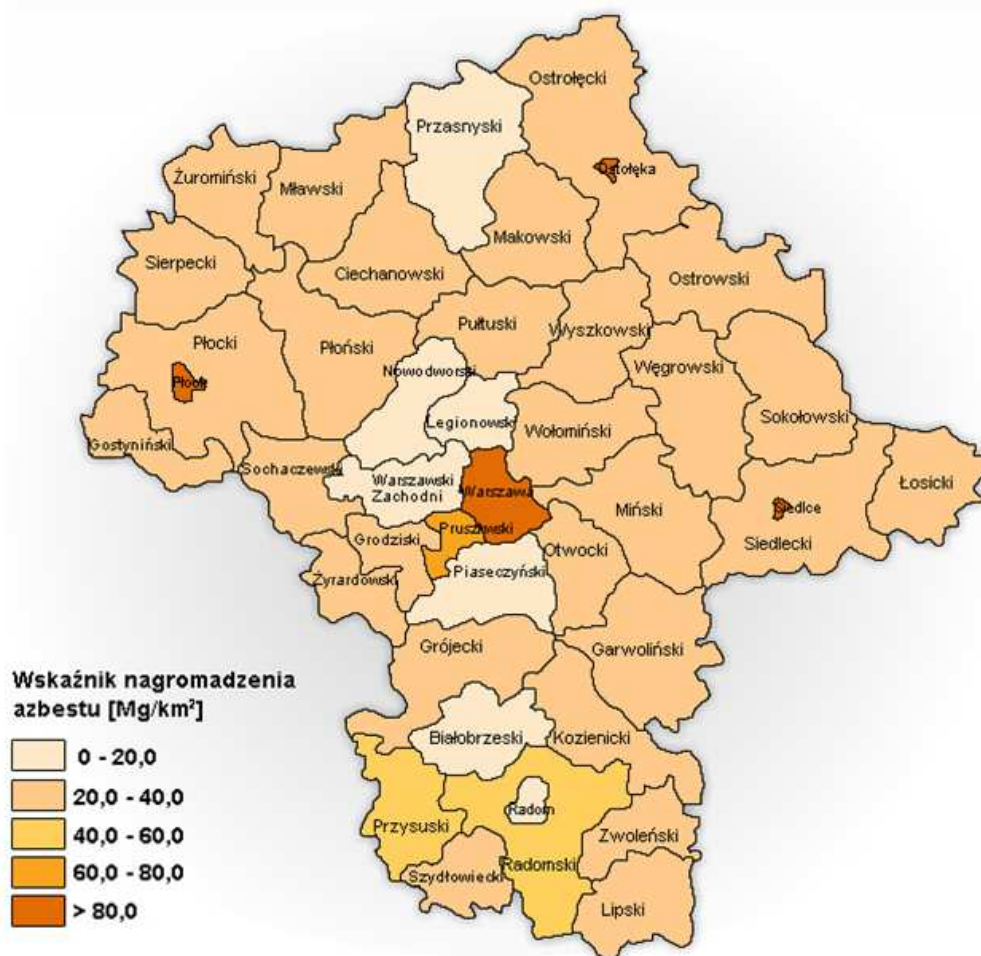 Ostrołęcki
Przasnyski
Ostołęka
Żuromiński
Mławski
Makowski
Sierpecki
Ciechanowski
Ostrowski
Płocki
Płoński
Pułtuski
Wyszkowski
Nowodworski
Węgrowski
Legionowski
Wołomiński
Sokołowski
Gostyniński
Sochaczewski
Warszawski
Zachodni
Warszawa
Łosicki
Miński
Siedlce
Siedlecki
Pruszkowski
Grodziski
Otwocki
Piaseczyński
Żyrardowski
Grójecki
Garwoliński
Wskaźnik nagromadzenia
azbestu [Mg/km²]
0 - 20,0
20,0 - 40,0
40,0 - 60,0
60,0 - 80,0
> 80,0
Białobrzeski
Kozienicki
Radom
Przysuski
Zwoleński
Radomski
Szydłowiecki
Lipski